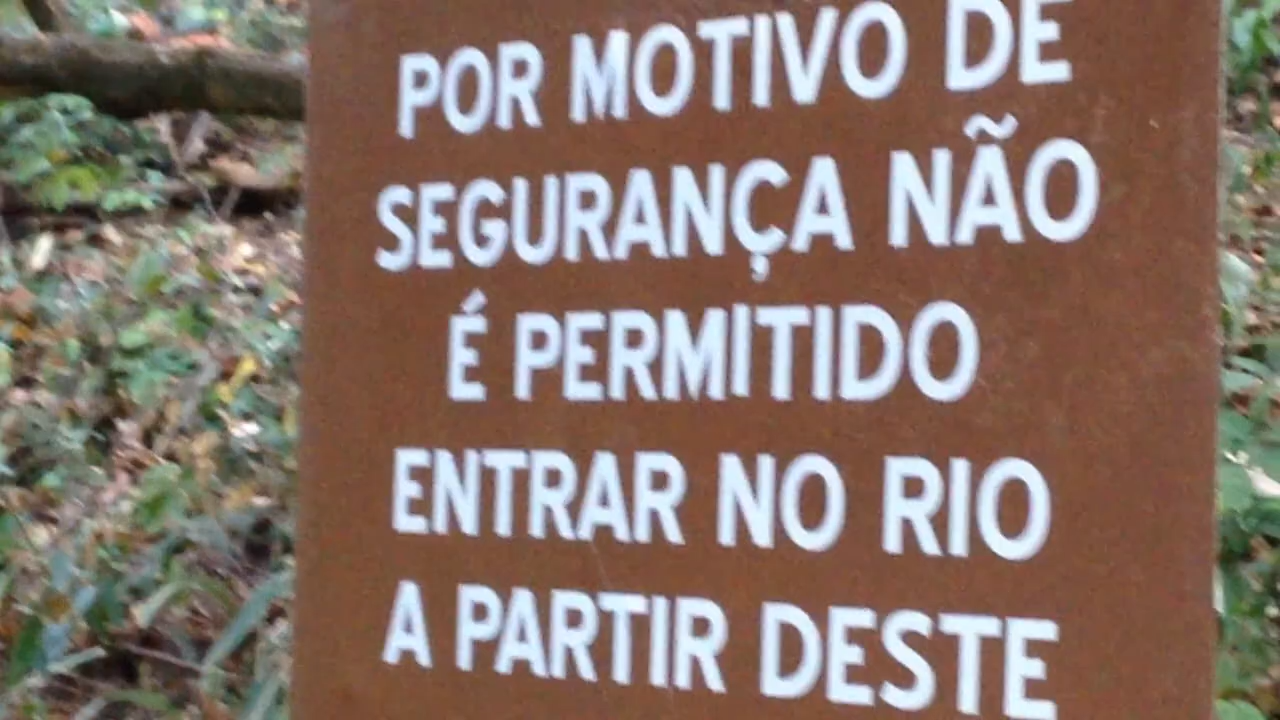 POR MOTIVO DE
SEGURANÇA NÃO
É PERMITIDO
ENTRAR NO RIO
A PARTIR DESTE